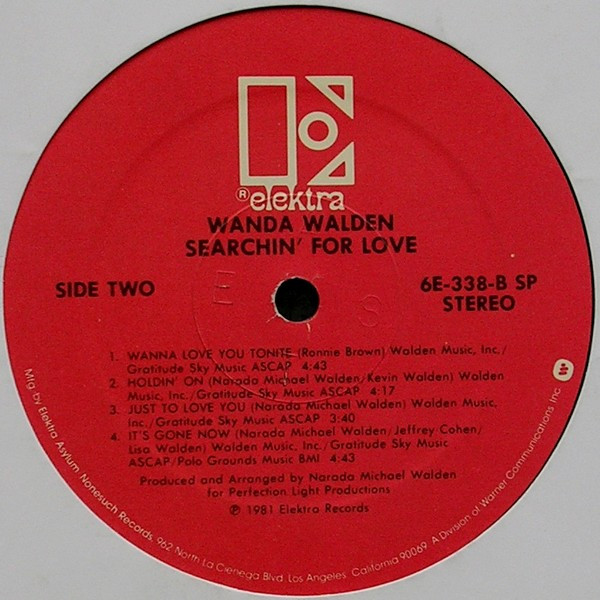 ® elektra
WANDA WALDEN
SEARCHIN' FOR LOVE
SIDE TWO
6E-338-B SP
STEREO
E
S
1. WANNA LOVE YOU TONITE (Ronnie Brown) Walden Music, Inc./
Gratitude Sky Music ASCAP 4:43
2. HOLDIN' ON (Narada Michael Walden/Kevin Walden) Walden
Music, Inc./Gratitude Sky Music ASCAP 4:17
3. JUST TO LOVE YOU (Narada Michael Walden) Walden Music,
Inc./Gratitude Sky Music ASCAP 3:40
4. IT'S GONE NOW (Narada Michael Walden/Jeffrey Cohen/
Lisa Walden) Walden Music, Inc./Gratitude Sky Music
ASCAP/Polo Grounds Music BMI 4:43
Produced and Arranged by Narada Michael Walden
for Perfection Light Productions
℗ 1981 Elektra Records
Mfg by Elektra Asylum Nonesuch Records, 962 North La Cienega Blvd. Los Angeles, California 90069. A Division of Warner Communications Inc.